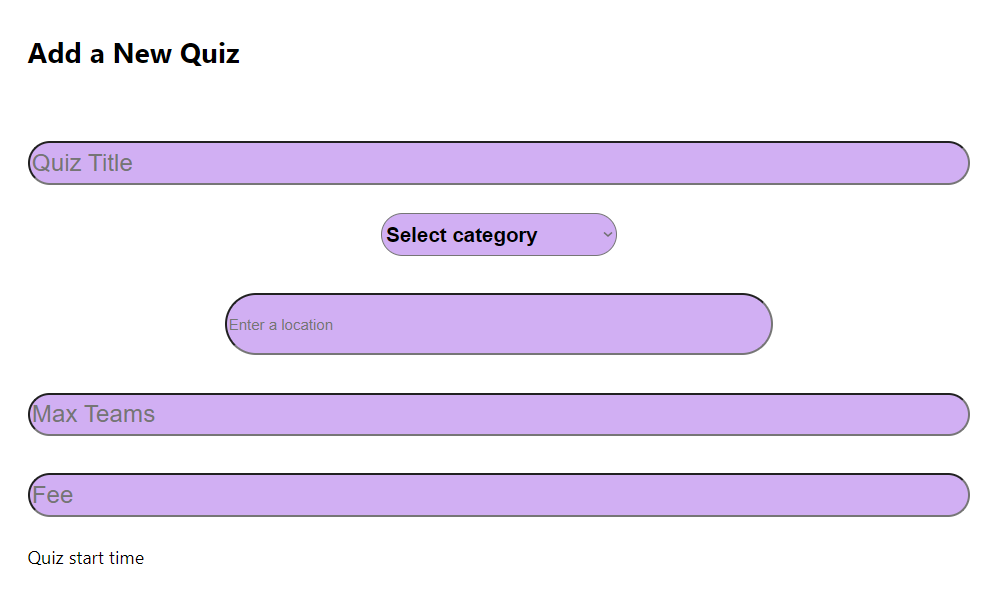 Add a New Quiz
Quiz Title
Select category
Enter a location
Max Teams
Fee
Quiz start time